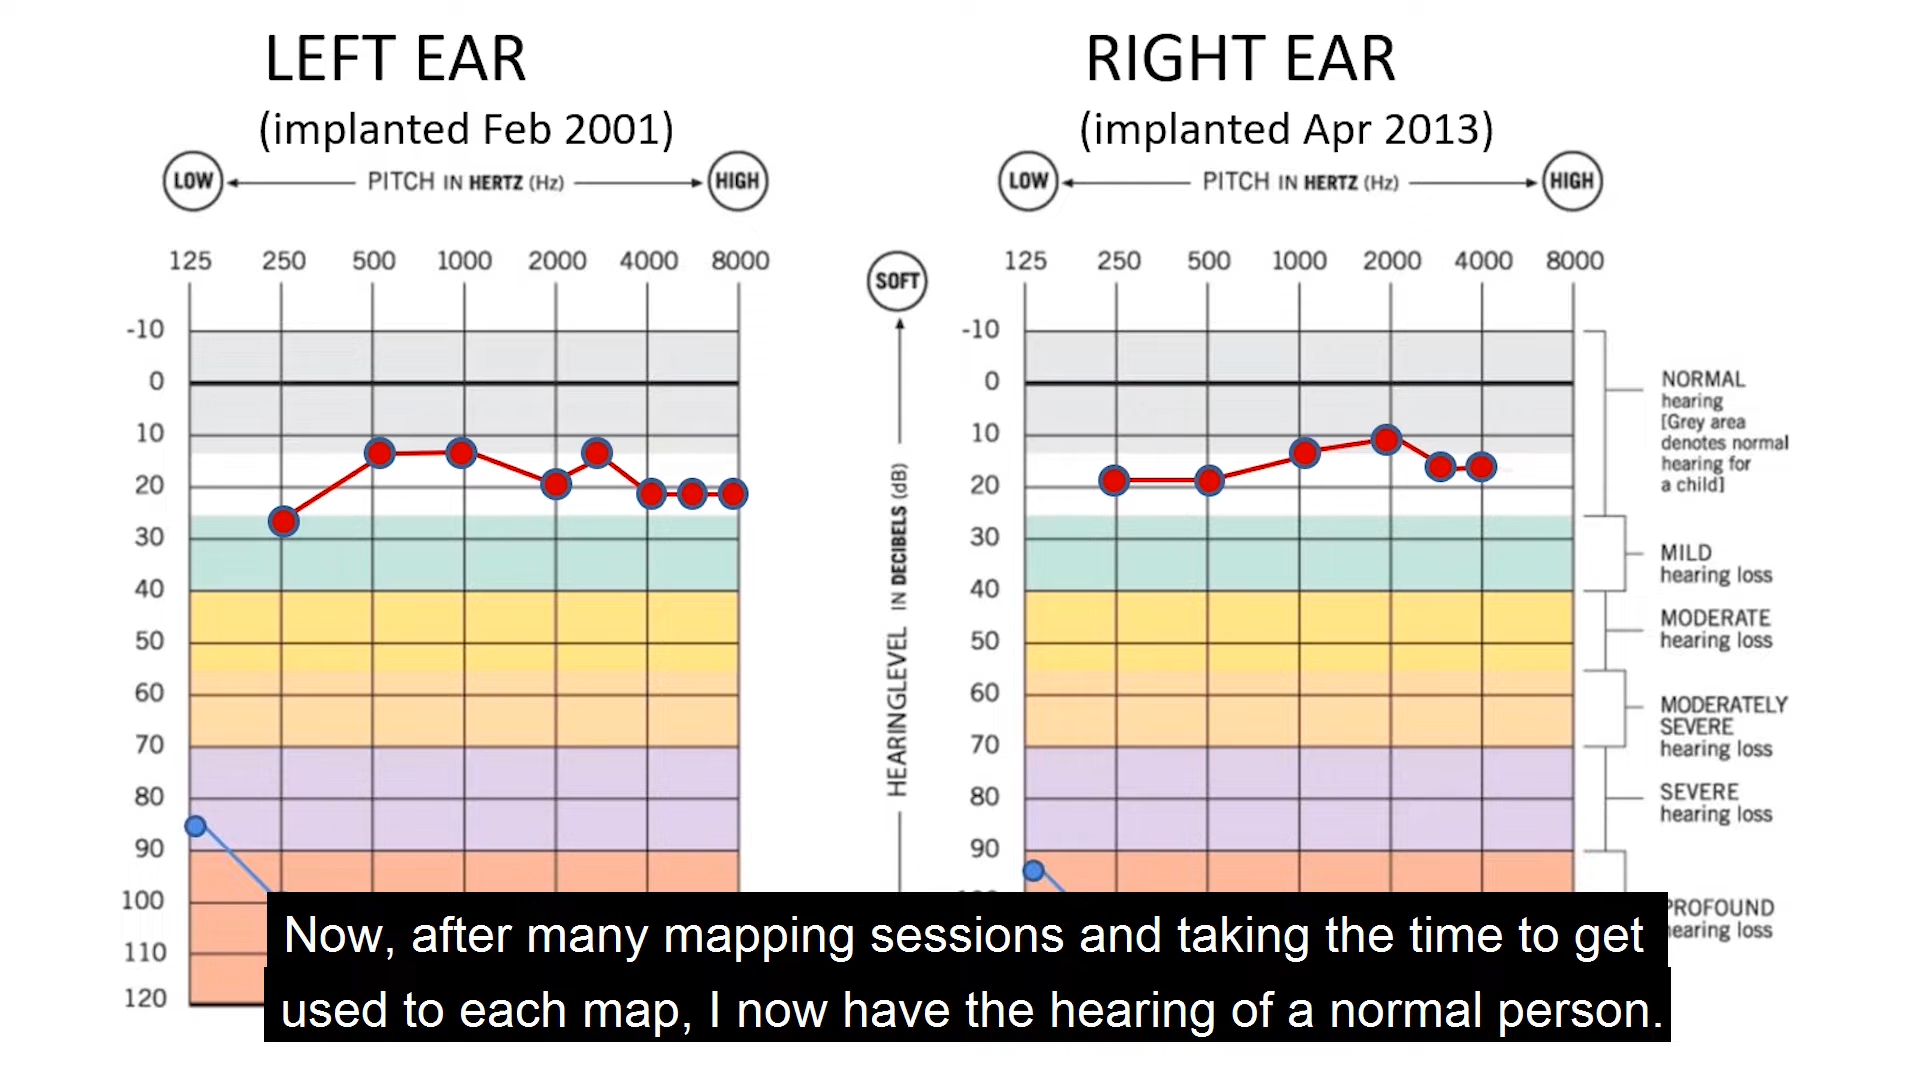 LEFT EAR
(implanted Feb 2001)
LOW
PITCH IN HERTZ (Hz)
HIGH
125 250 500 1000 2000 4000 8000
-10
0
10
20
30
40
50
60
70
80
90
100
110
120
SOFT
HEARINGLEVEL IN DECIBELS (dB)
RIGHT EAR
(implanted Apr 2013)
LOW
PITCH IN HERTZ (Hz)
HIGH
125 250 500 1000 2000 4000 8000
-10
0
10
20
30
40
50
60
70
80
90
NORMAL
hearing
[Grey area
denotes normal
hearing for
a child]
MILD
hearing loss
MODERATE
hearing loss
MODERATELY
SEVERE
hearing loss
SEVERE
hearing loss
PROFOUND
hearing loss
Now, after many mapping sessions and taking the time to get
used to each map, I now have the hearing of a normal person.